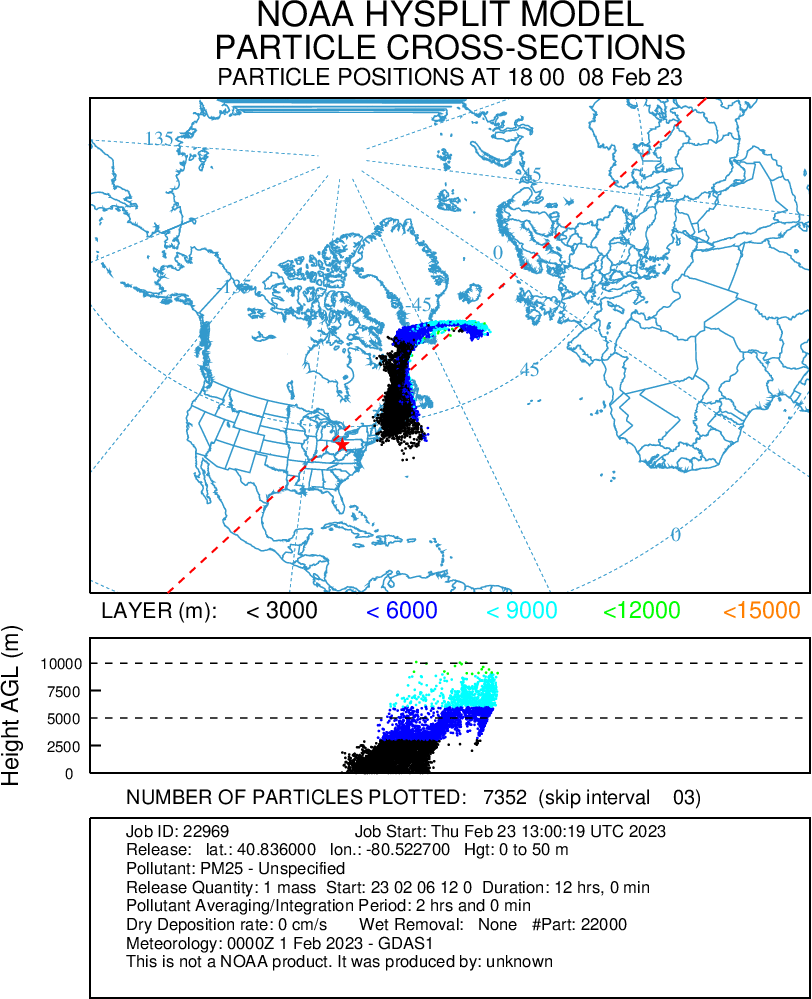 NOAA HYSPLIT MODEL
PARTICLE CROSS-SECTIONS
PARTICLE POSITIONS AT 18 00 08 Feb 23
135
45
0
-135
-45
45
0
LAYER (m): < 3000 < 6000 < 9000 <12000 <15000
Height AGL (m)
10000
7500
5000
2500
0
NUMBER OF PARTICLES PLOTTED: 7352 (skip interval 03)
Job ID: 22969 Job Start: Thu Feb 23 13:00:19 UTC 2023
Release: lat.: 40.836000 lon.: -80.522700 Hgt: 0 to 50 m
Pollutant: PM25 - Unspecified
Release Quantity: 1 mass Start: 23 02 06 12 0 Duration: 12 hrs, 0 min
Pollutant Averaging/Integration Period: 2 hrs and 0 min
Dry Deposition rate: 0 cm/s Wet Removal: None #Part: 22000
Meteorology: 0000Z 1 Feb 2023 - GDAS1
This is not a NOAA product. It was produced by: unknown